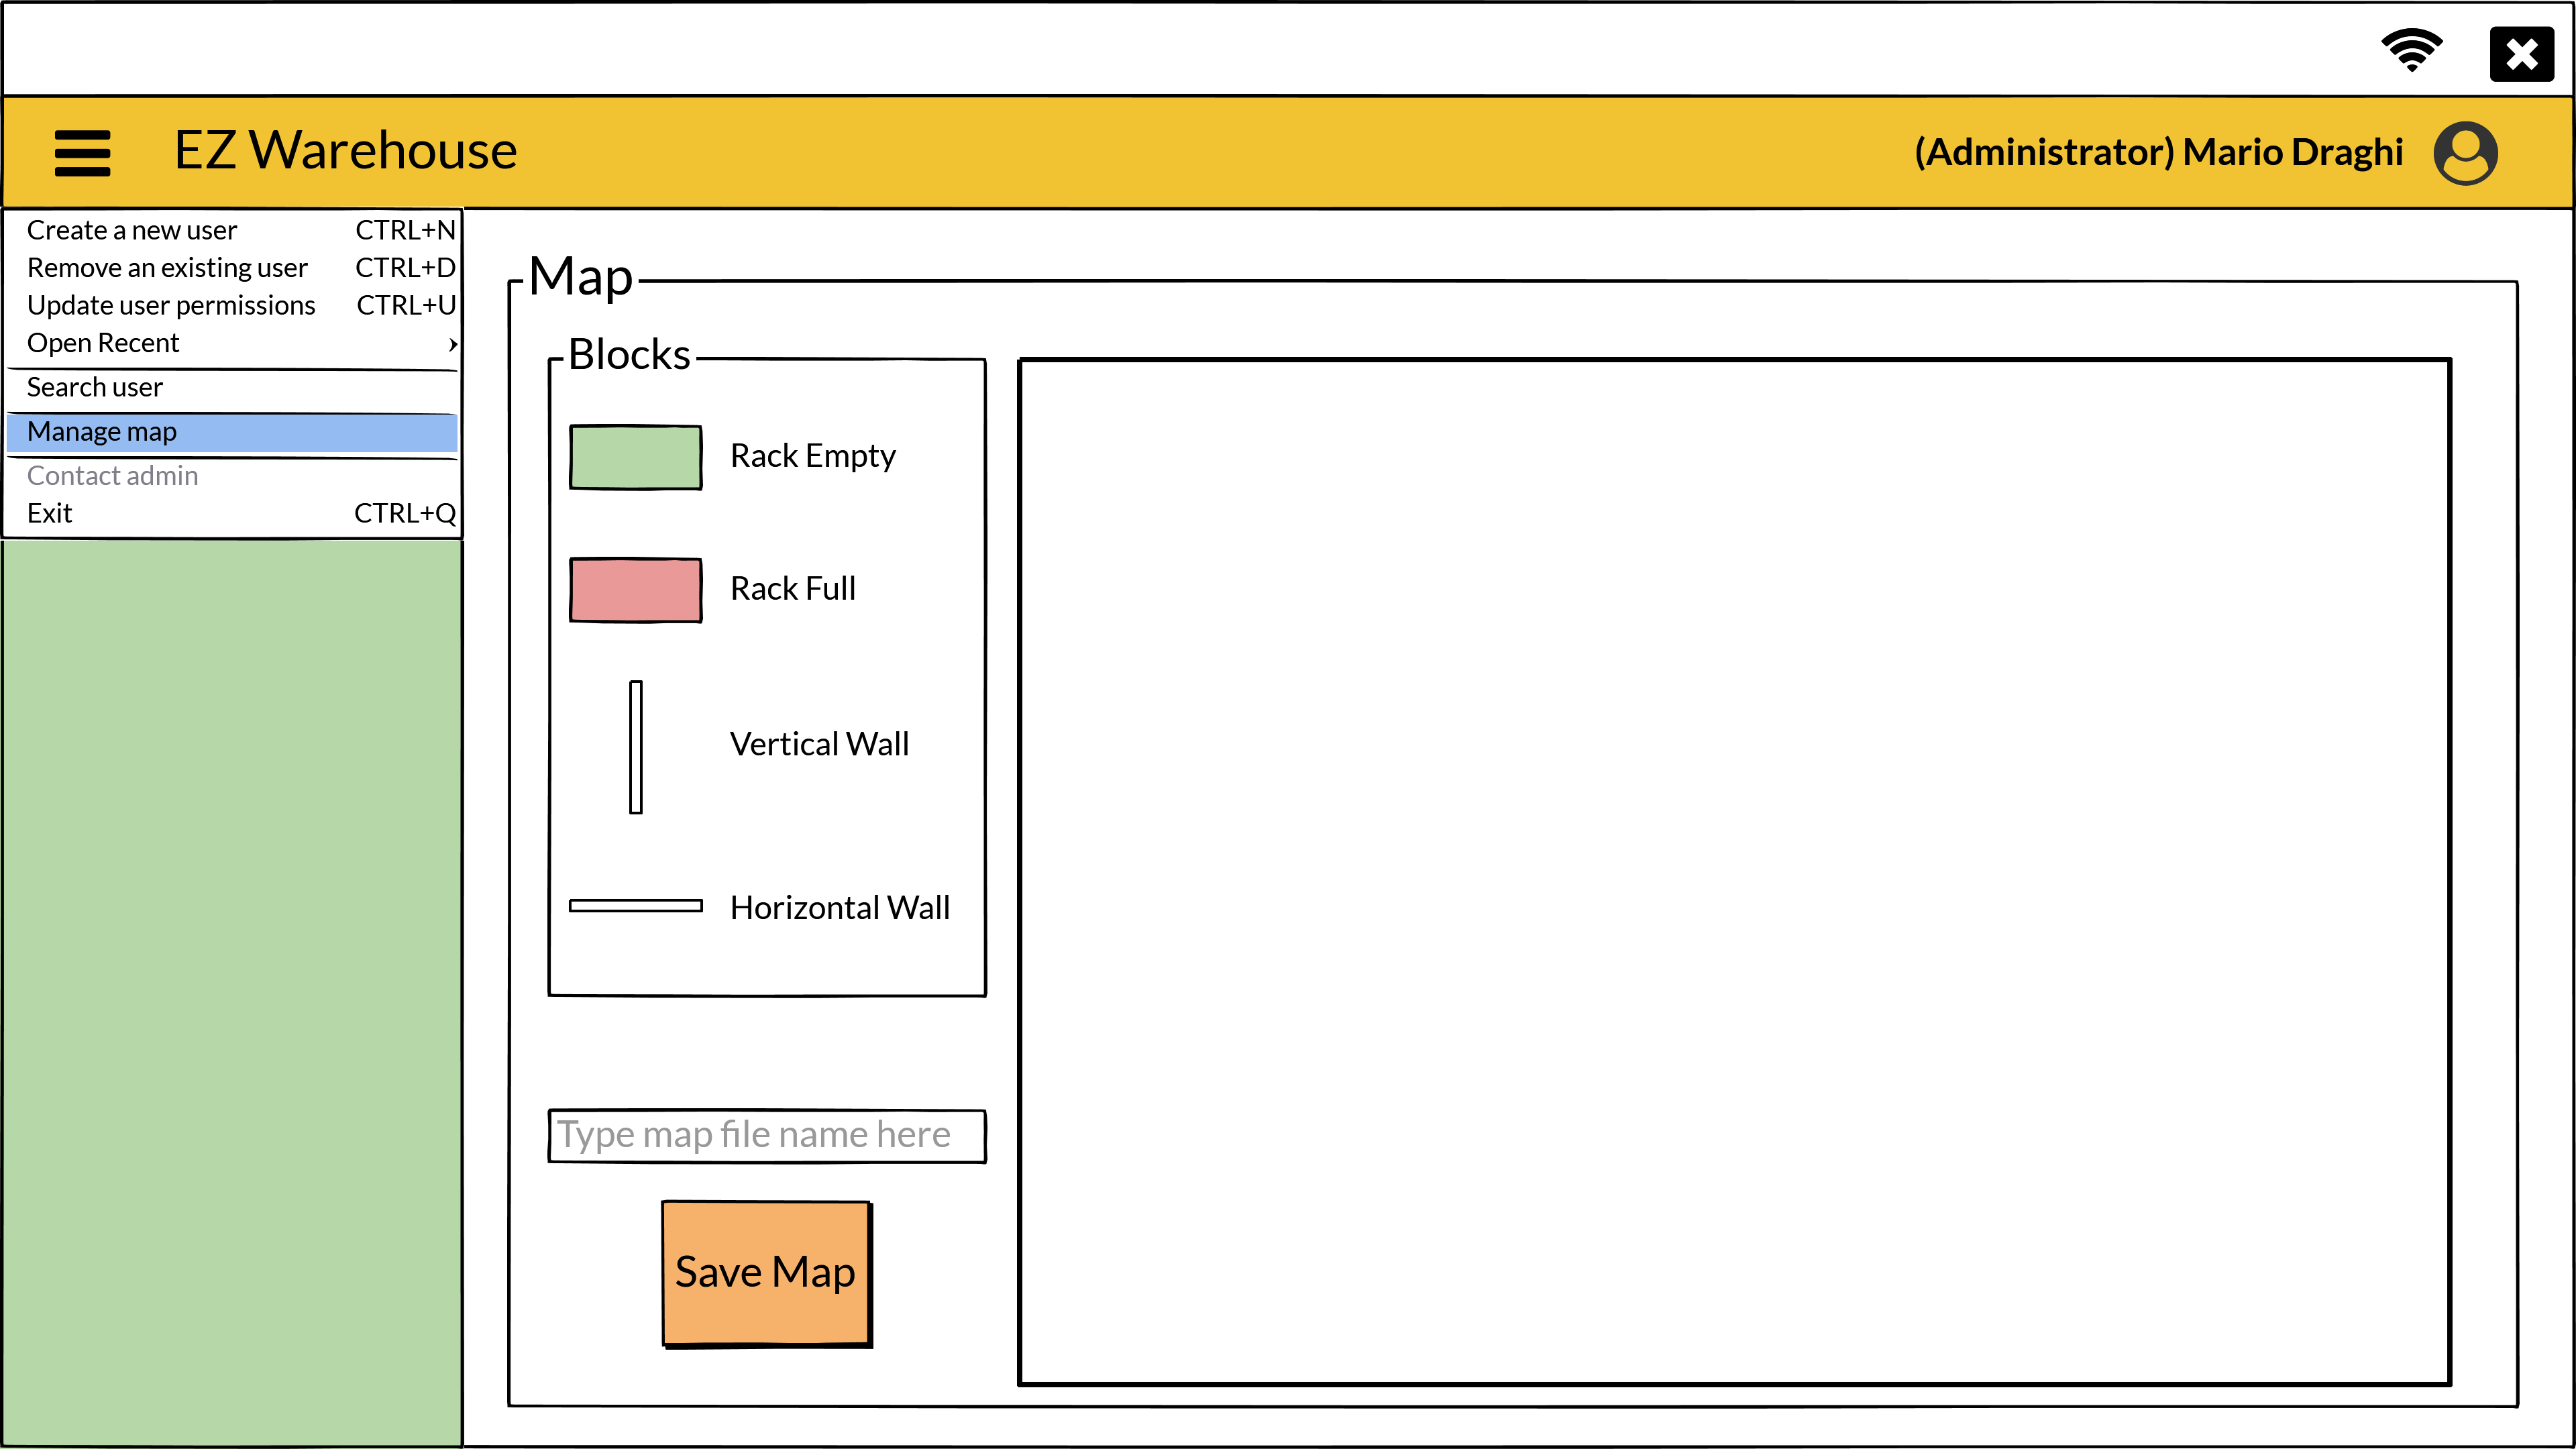 EZ Warehouse
(Administrator) Mario Draghi
Create a new user CTRL+N
Remove an existing user CTRL+D
Update user permissions CTRL+U
Open Recent
Search user
Manage map
Contact admin
Exit CTRL+Q
Map
Blocks
Rack Empty
Rack Full
Vertical Wall
Horizontal Wall
Type map file name here
Save Map